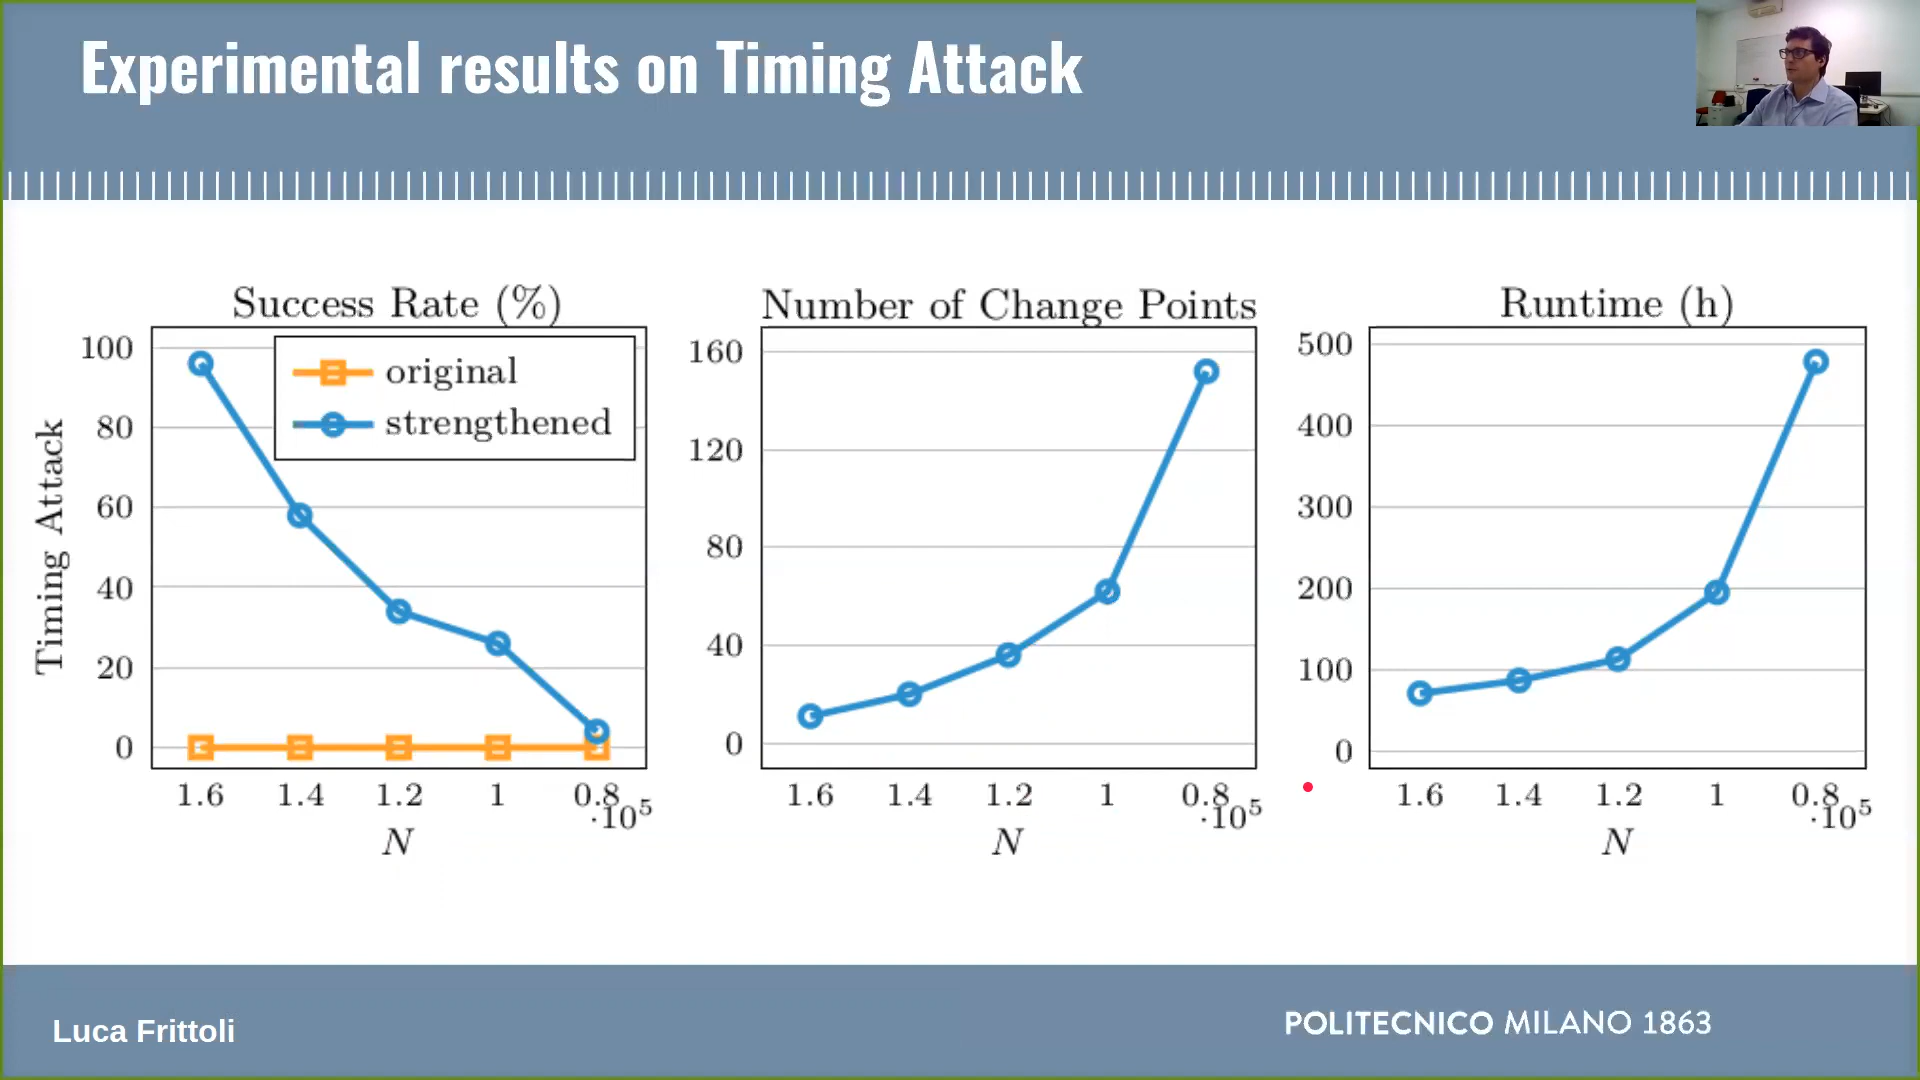 Experimental results on Timing Attack
Success Rate (%)
Timing Attack
100
80
60
40
20
0
original
strengthened
1.6 1.4 1.2 1 0.8
·10⁵
N
Number of Change Points
160
120
80
40
0
1.6 1.4 1.2 1 0.8
·10⁵
N
Runtime (h)
500
400
300
200
100
0
1.6 1.4 1.2 1 0.8
·10⁵
N
Luca Frittoli
POLITECNICO MILANO 1863